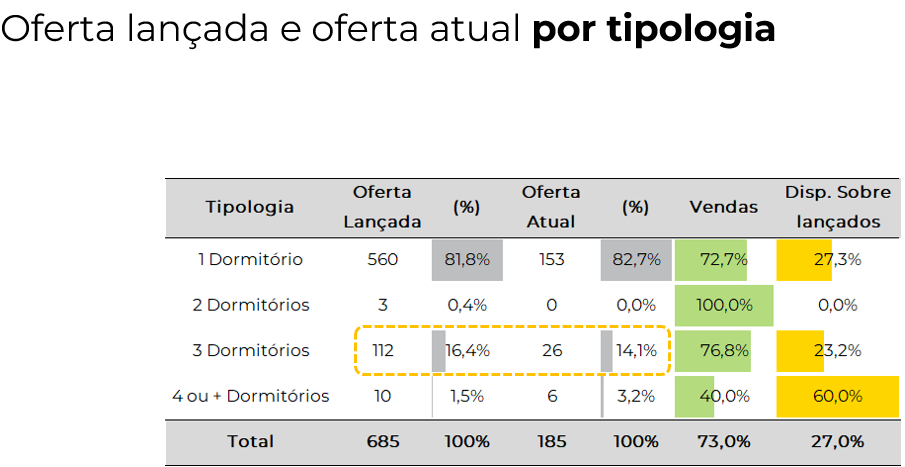 Oferta lançada e oferta atual por tipologia
Tipologia Oferta Lançada (%) Oferta Atual (%) Vendas Disp. Sobre lançados
1 Dormitório 560 81,8% 153 82,7% 72,7% 27,3%
2 Dormitórios 3 0,4% 0 0,0% 100,0% 0,0%
3 Dormitórios 112 16,4% 26 14,1% 76,8% 23,2%
4 ou + Dormitórios 10 1,5% 6 3,2% 40,0% 60,0%
Total 685 100% 185 100% 73,0% 27,0%